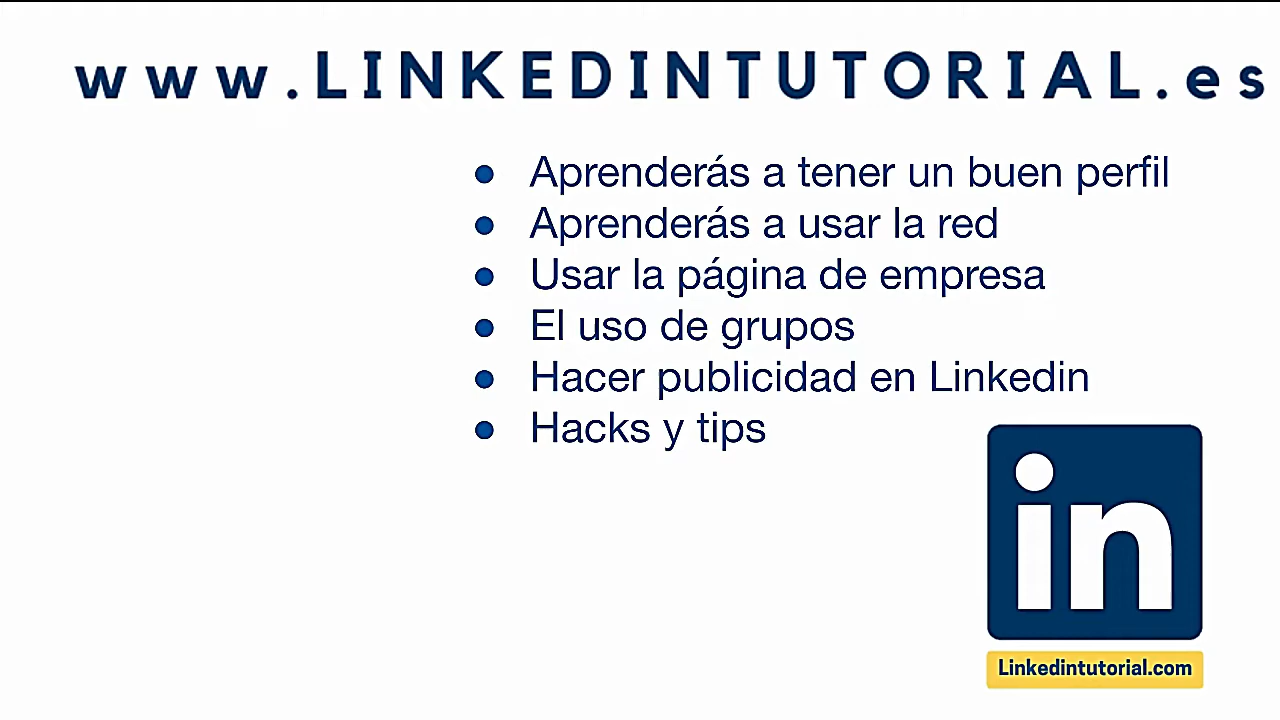 www.LINKEDINTUTORIAL.es
● Aprenderás a tener un buen perfil
● Aprenderás a usar la red
● Usar la página de empresa
● El uso de grupos
● Hacer publicidad en Linkedin
● Hacks y tips
in
Linkedintutorial.com